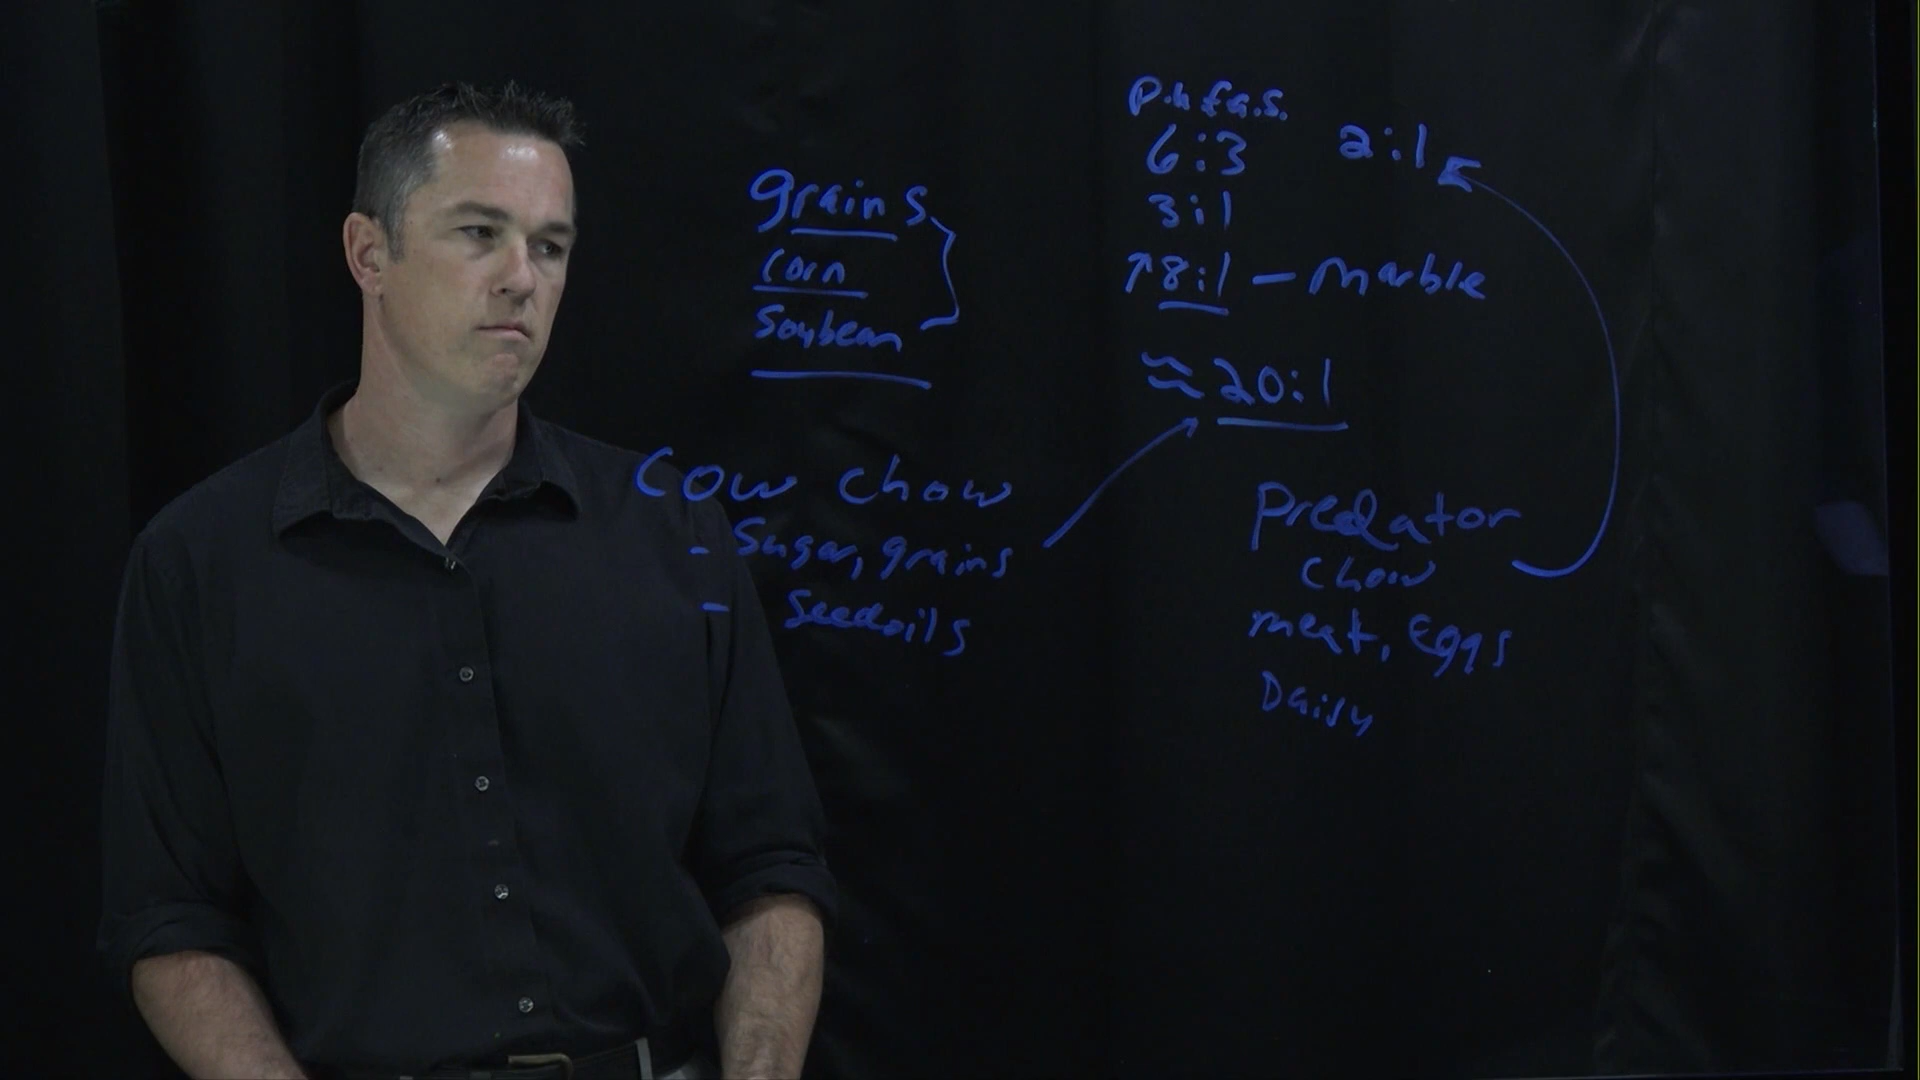 grains
corn
Soybean
Cow chow
- Sugar, grains
- Seedoils
p.u.f.a.s.
6:3
2:1
3:1
↑8:1 – marble
≈ 20:1
predator
chow
meat, Eggs
Dairy